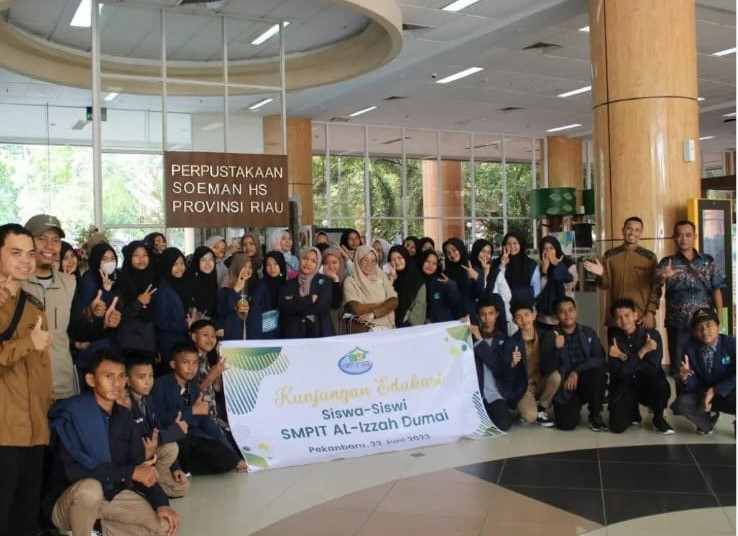 PERPUSTAKAAN
SOEMAN HS
PROVINSI RIAU
Kunjungan Edukasi
Siswa-Siswi
SMPIT AL-Izzah Dumai
Pekanbaru, 22 Juni 2023